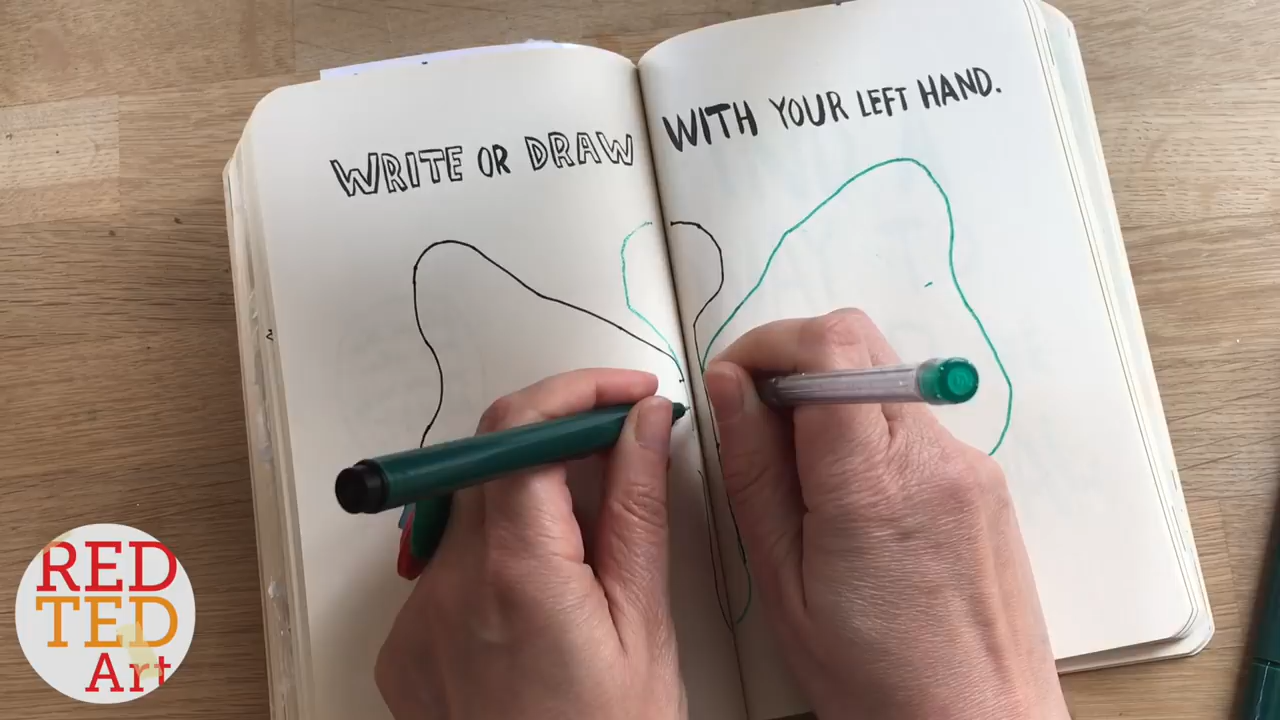 WRITE OR DRAW
WITH YOUR LEFT HAND.
RED
TED
Art